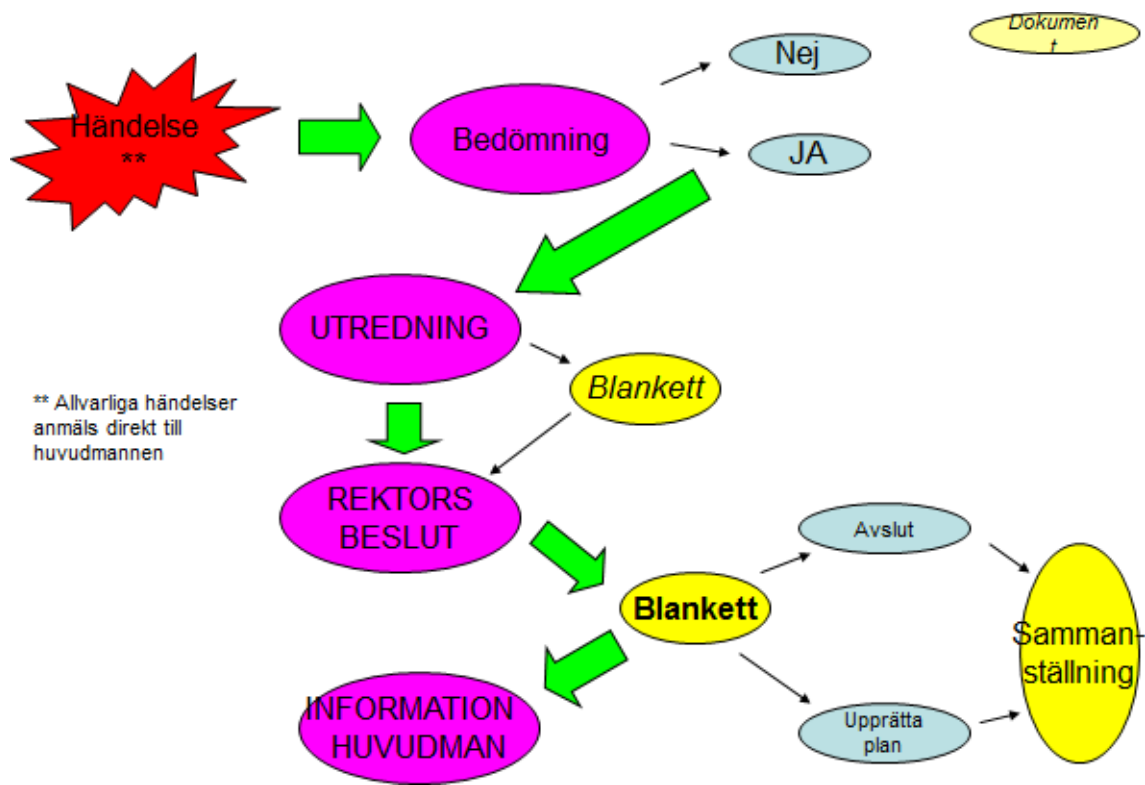 Dokumen
t
Nej
Händelse
**
Bedömning
JA
UTREDNING
Blankett
** Allvarliga händelser
anmäls direkt till
huvudmannen
REKTORS
BESLUT
Avslut
Blankett
Samman-
ställning
INFORMATION
HUVUDMAN
Upprätta
plan